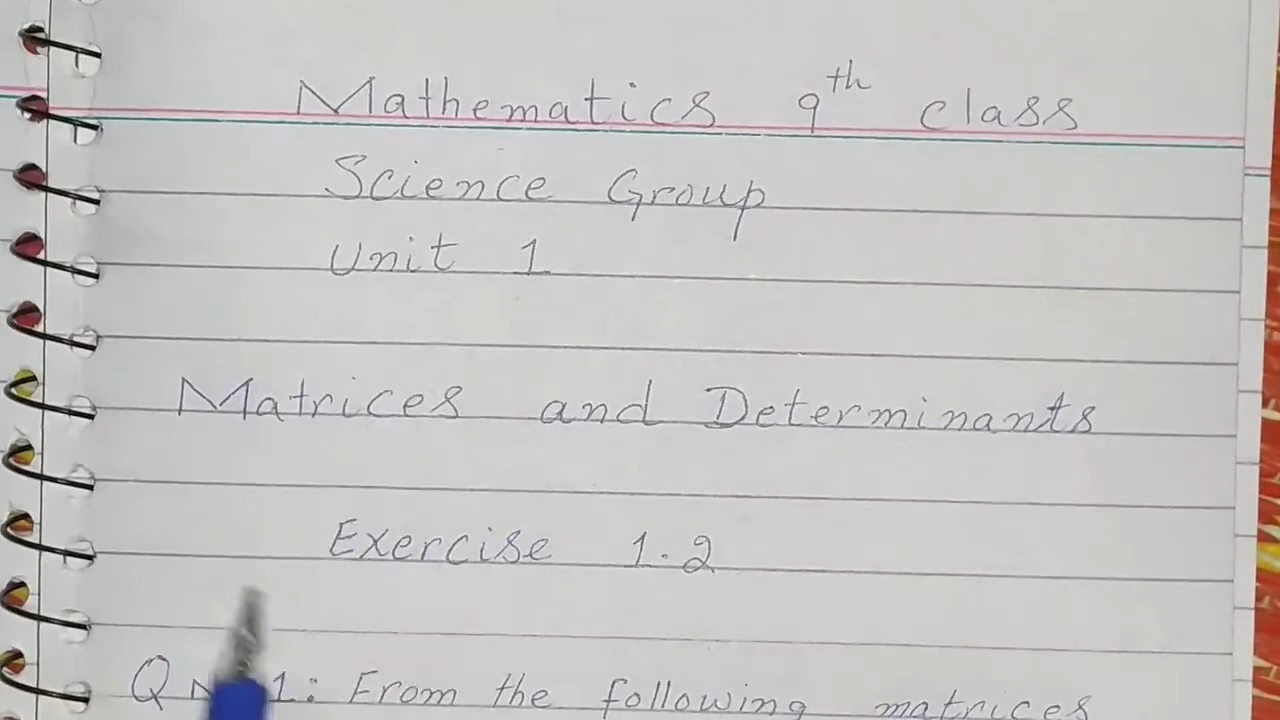 Mathematics 9th class
Science Group
Unit 1
Matrices and Determinants
Exercise 1.2
Q 1: From the following matrices